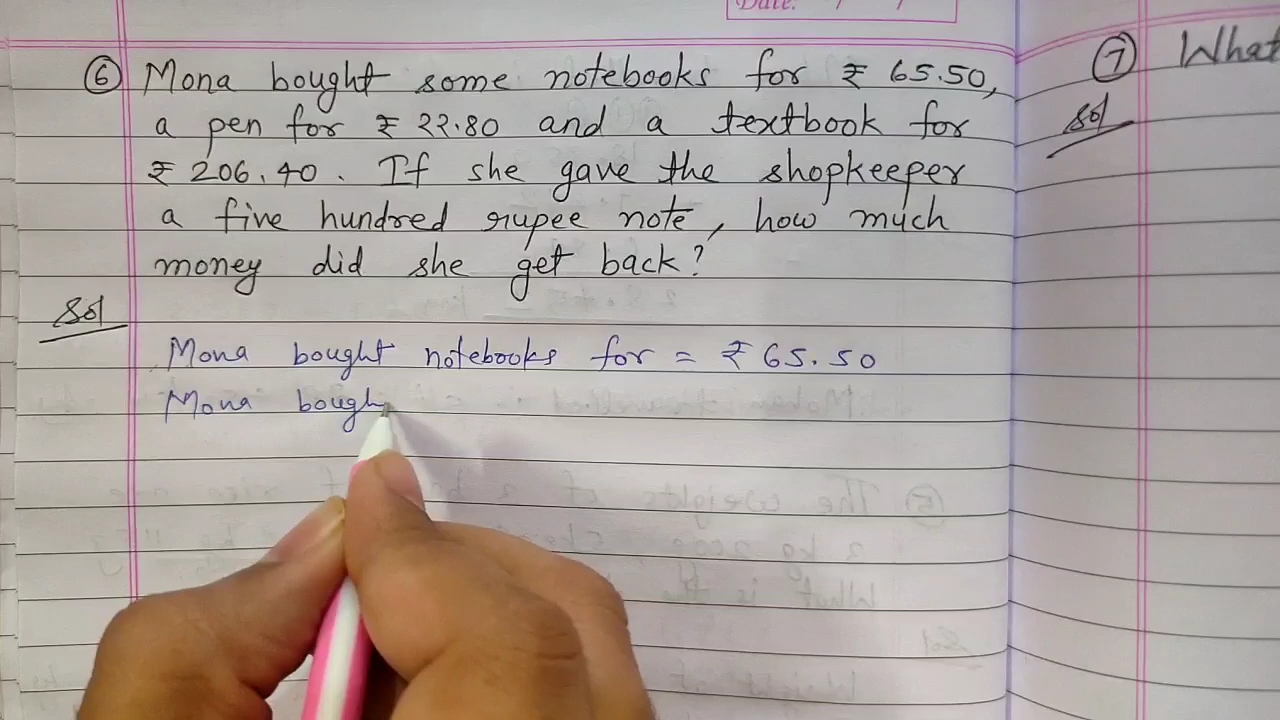 Date: / /
⑥ Mona bought some notebooks for ₹ 65.50,
a pen for ₹ 22.80 and a textbook for
₹ 206.40. If she gave the shopkeeper
a five hundred rupee note, how much
money did she get back?
Sol
Mona bought notebooks for = ₹ 65.50
Mona bough
⑦ What
Sol